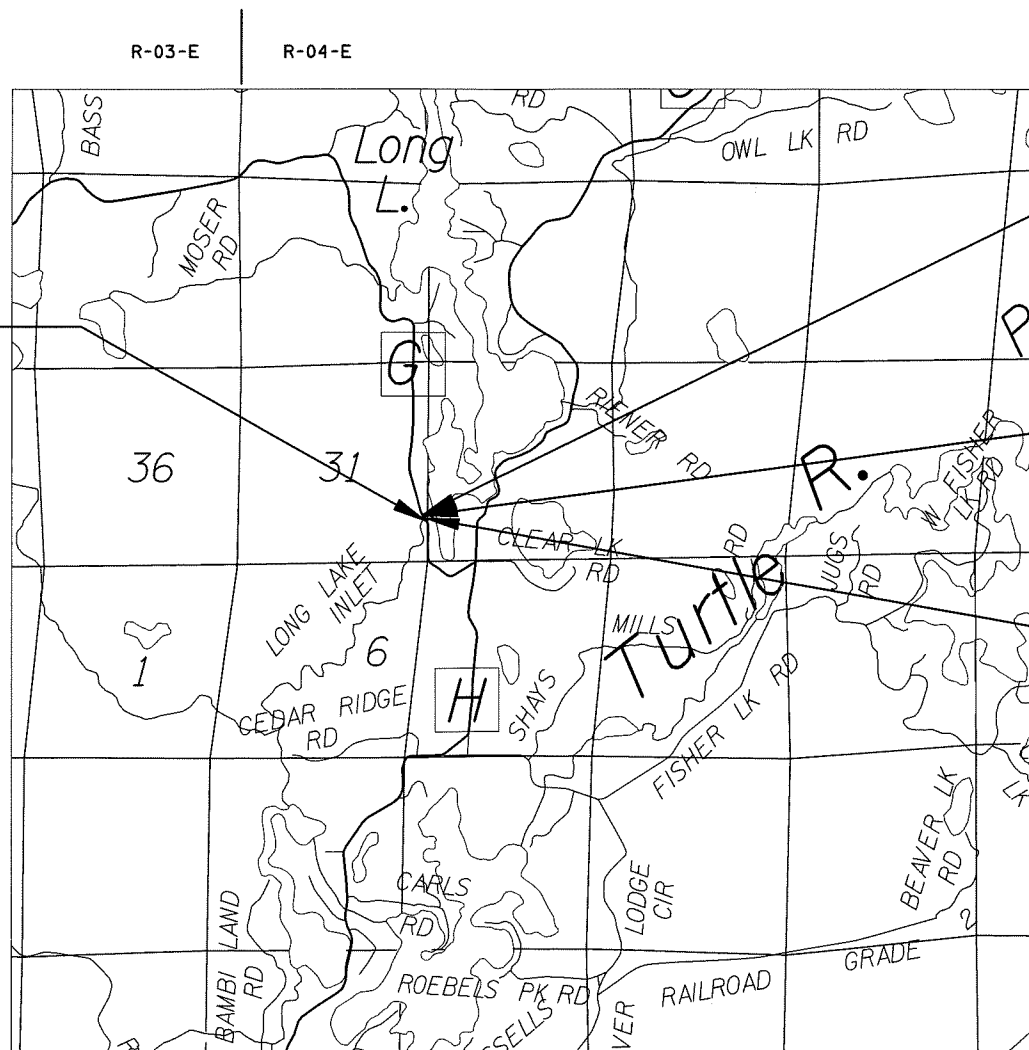 R-03-E
R-04-E
BASS
RD
OWL LK RD
Long
L.
MOSER
RD
G
RIENER RD
36
31
R.
W FISHER
LK RD
CLEAR LK
RD
RD
JUGS
RD
LONG LAKE
INLET
Turtle
MILLS
1
6
H
CEDAR RIDGE
RD
SHAYS
FISHER LK RD
BEAVER LK
RD
LK
CARLS
RD
LODGE
CIR
2
BAMBI LAND
RD
ROEBELS PK RD
RAILROAD
GRADE